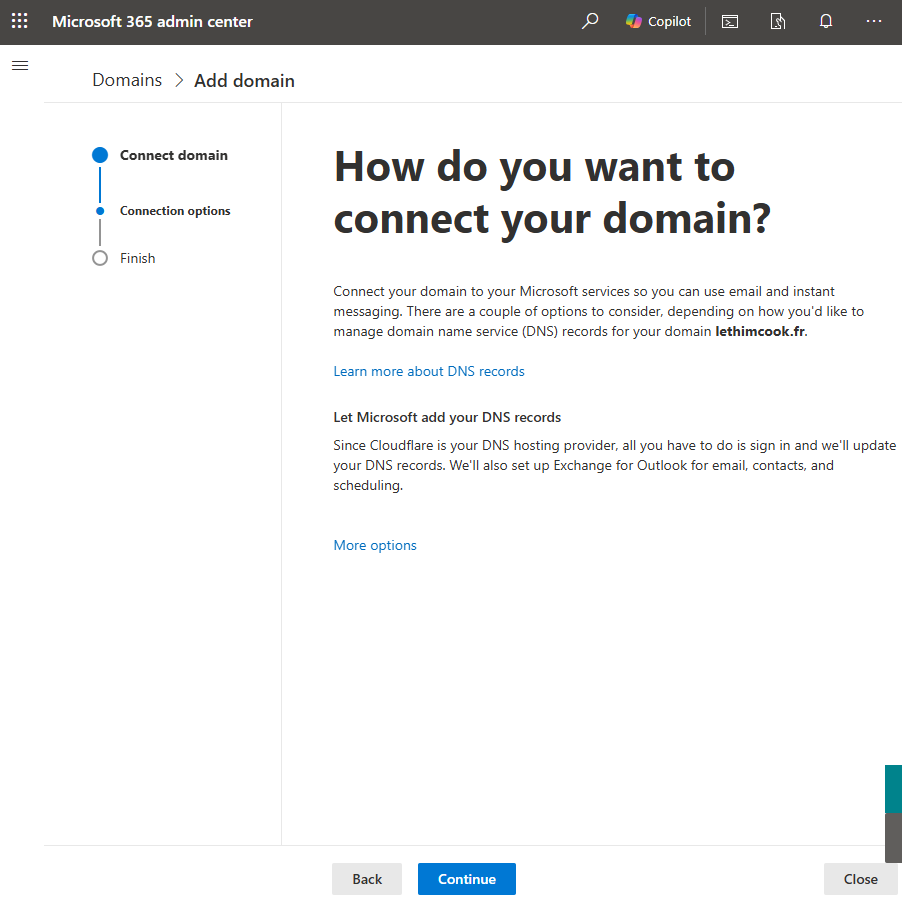 Microsoft 365 admin center
Copilot
Domains > Add domain
Connect domain
Connection options
Finish
How do you want to
connect your domain?
Connect your domain to your Microsoft services so you can use email and instant
messaging. There are a couple of options to consider, depending on how you'd like to
manage domain name service (DNS) records for your domain lethimcook.fr.
Learn more about DNS records
Let Microsoft add your DNS records
Since Cloudflare is your DNS hosting provider, all you have to do is sign in and we'll update
your DNS records. We'll also set up Exchange for Outlook for email, contacts, and
scheduling.
More options
Back
Continue
Close